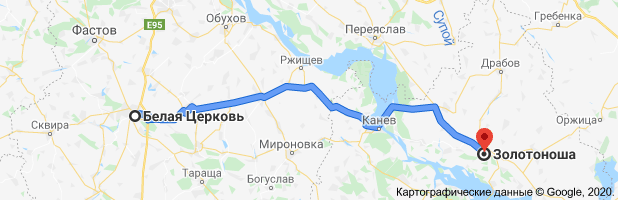 Обухов
Гребенка
E95
Переяслав
Супой
Фастов
Ржищев
Драбов
Белая Церковь
Канев
Оржица
Сквира
Золотоноша
Мироновка
Тараща
Богуслав
Картографические данные © Google, 2020.